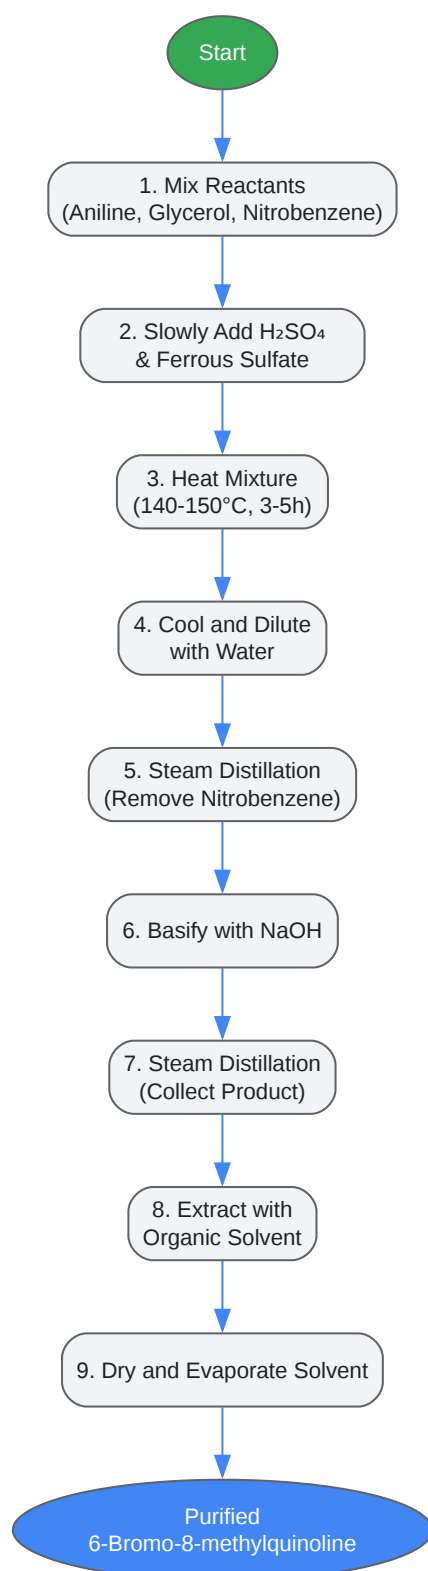 Start
1. Mix Reactants
(Aniline, Glycerol, Nitrobenzene)
2. Slowly Add H₂SO₄
& Ferrous Sulfate
3. Heat Mixture
(140-150°C, 3-5h)
4. Cool and Dilute
with Water
5. Steam Distillation
(Remove Nitrobenzene)
6. Basify with NaOH
7. Steam Distillation
(Collect Product)
8. Extract with
Organic Solvent
9. Dry and Evaporate Solvent
Purified
6-Bromo-8-methylquinoline